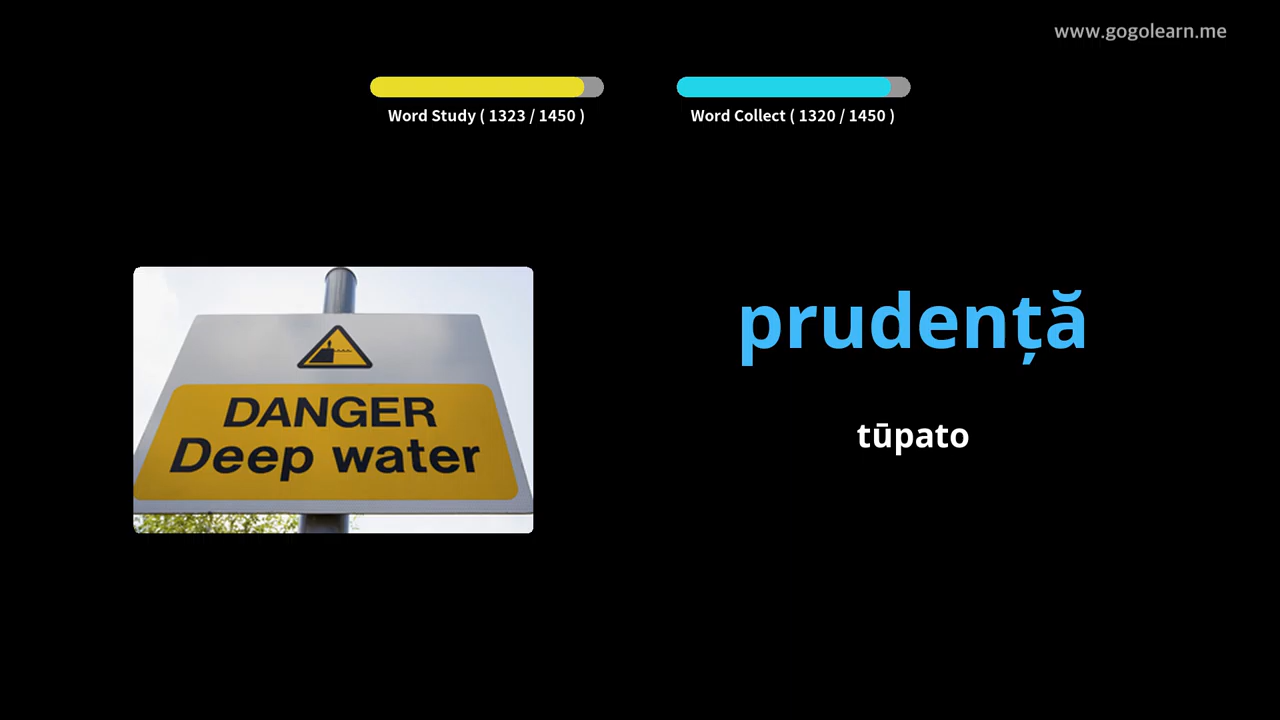 www.gogolearn.me
Word Study ( 1323 / 1450 )
Word Collect ( 1320 / 1450 )
DANGER
Deep water
prudență
tūpato